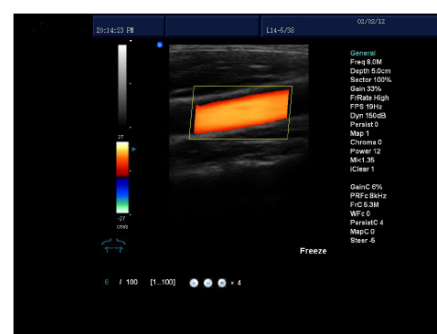 02/02/12
20:14:23 PM
L14-6/38
General
Freq 8.0M
Depth 5.0cm
Sector 100%
Gain 33%
FrRate High
FPS 19Hz
Dyn 150dB
Persist 0
Map 1
Chroma 0
Power 12
MI<1.35
iClear 1
27
-27
cm/s
GainC 6%
PRFc 8kHz
FrC 5.3M
WFc 0
PersistC 4
MapC 0
Steer -5
Freeze
6 / 100 [1...100] × 4